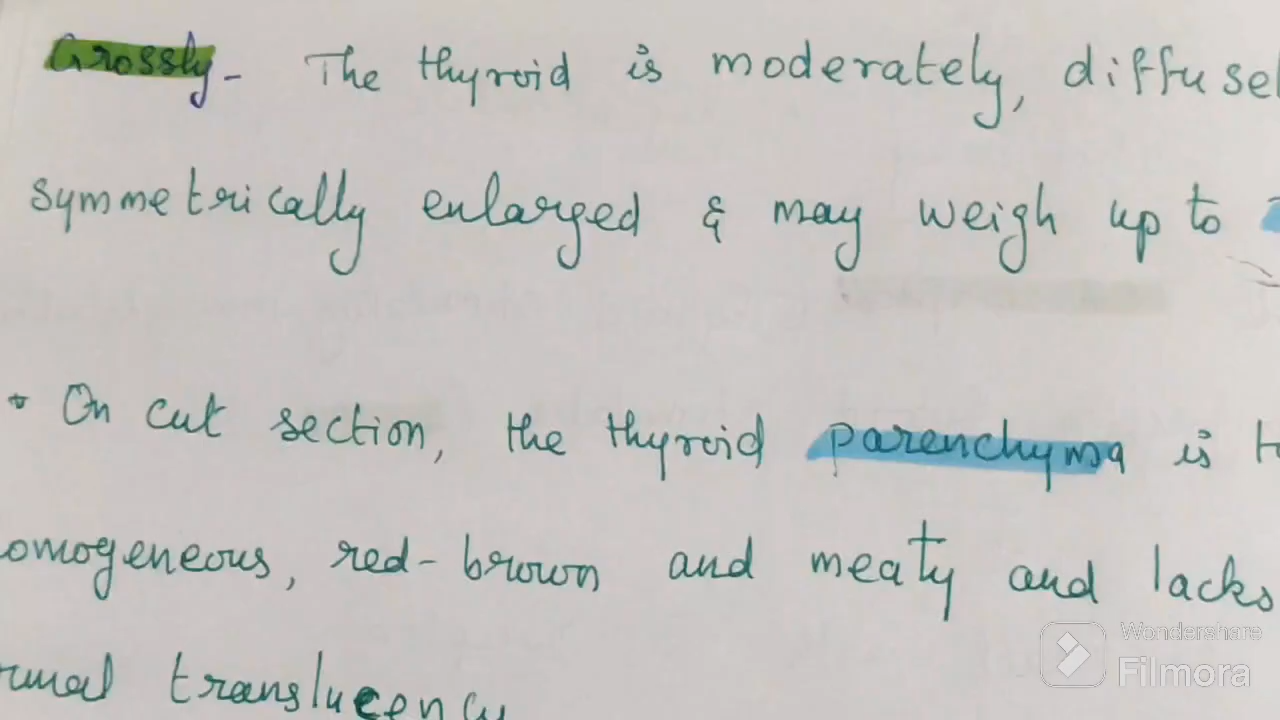 Grossly - The thyroid is moderately, diffusel
symmetrically enlarged & may weigh up to
* On cut section, the thyroid parenchyma is
omogeneous, red-brown and meaty and lacks
rmal translucency
Wondershare
Filmora